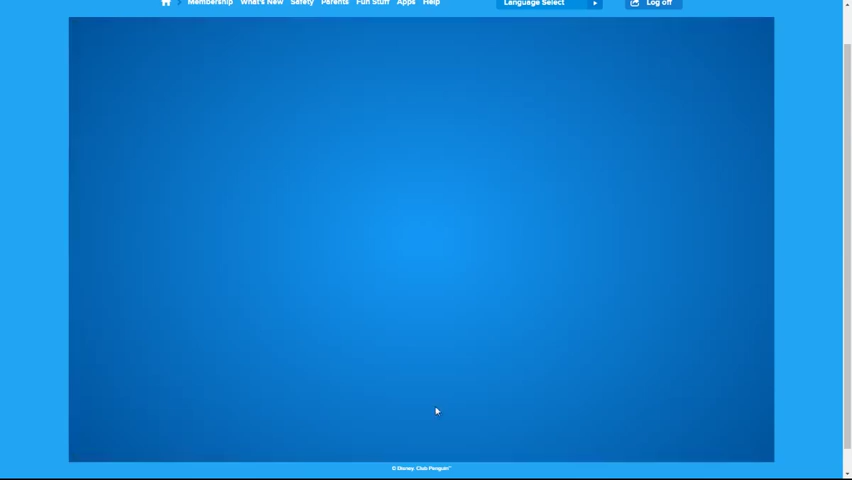 Membership What's New Safety Parents Fun Stuff Apps Help Language Select Log off
© Disney. Club Penguin™